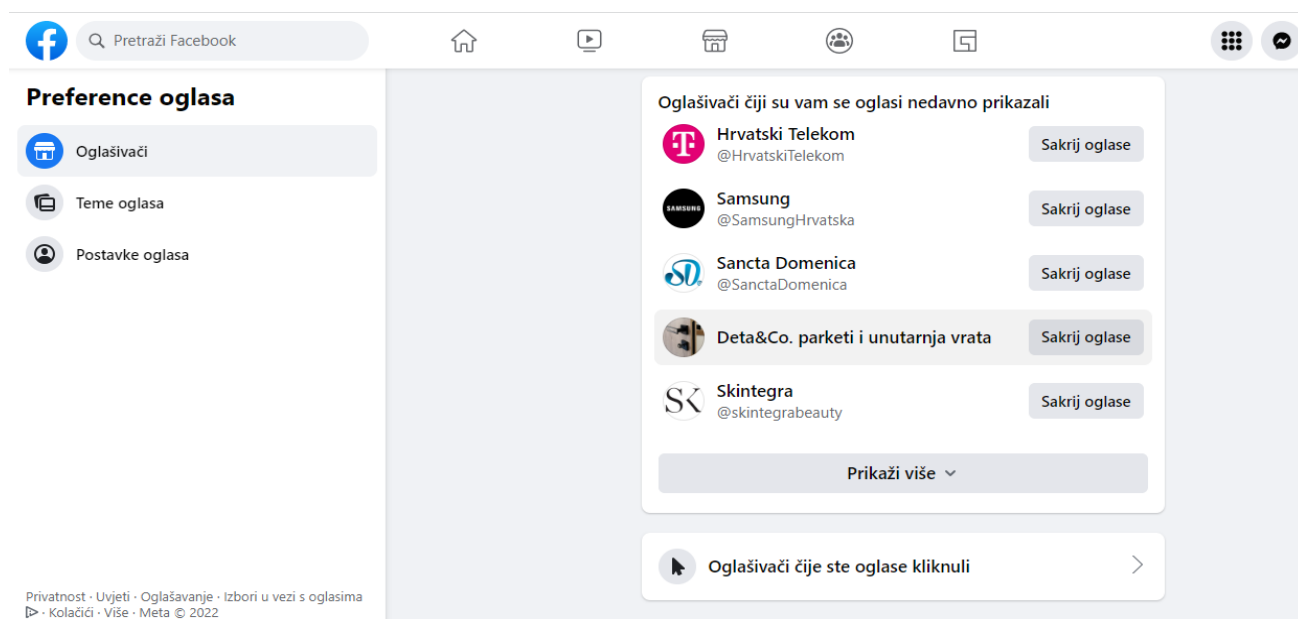 Pretraži Facebook
Preference oglasa
Oglašivači
Teme oglasa
Postavke oglasa
Privatnost · Uvjeti · Oglašavanje · Izbori u vezi s oglasima
· Kolačići · Više · Meta © 2022
Oglašivači čiji su vam se oglasi nedavno prikazali
Hrvatski Telekom
@HrvatskiTelekom
Sakrij oglase
SAMSUNG
Samsung
@SamsungHrvatska
Sakrij oglase
SD
Sancta Domenica
@SanctaDomenica
Sakrij oglase
Deta&Co. parketi i unutarnja vrata
Sakrij oglase
SK
Skintegra
@skintegrabeauty
Sakrij oglase
Prikaži više
Oglašivači čije ste oglase kliknuli